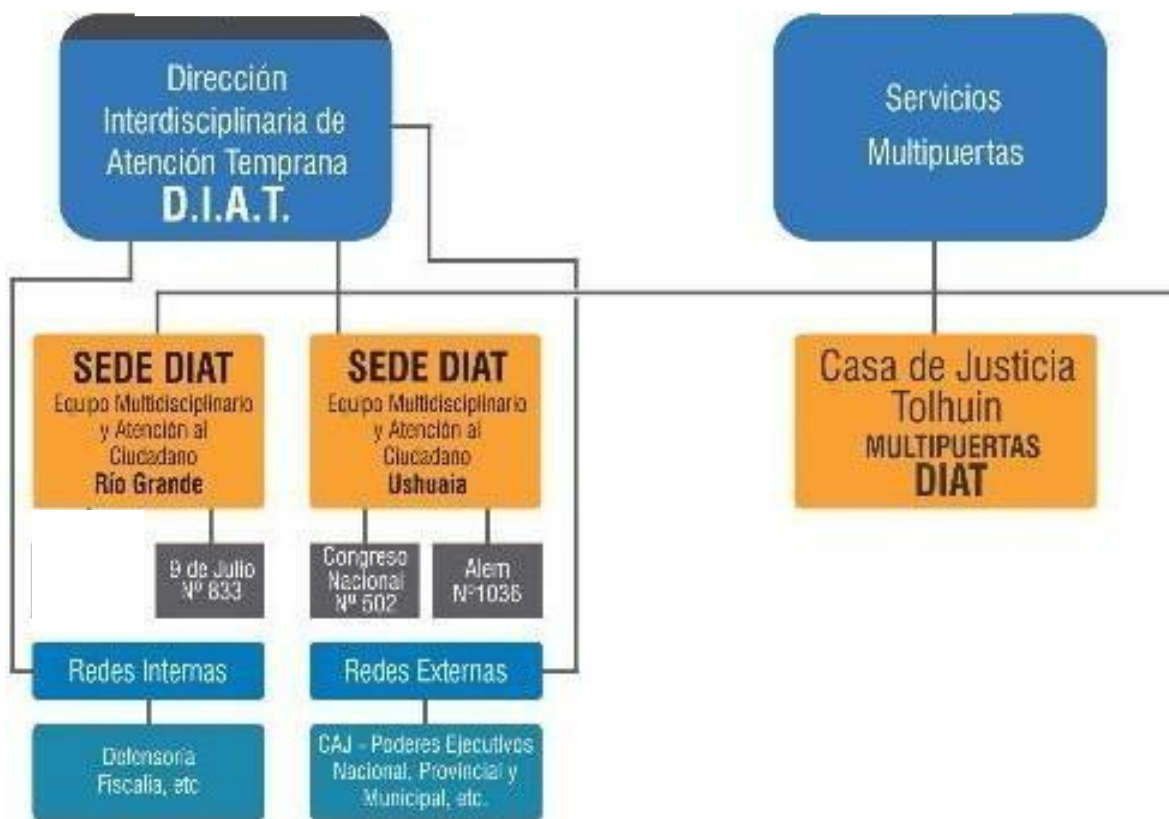 Dirección
Interdisciplinaria de
Atención Temprana
D.I.A.T.
Servicios
Multipuertas
SEDE DIAT
Equipo Multidisciplinario
y Atención al
Ciudadano
Río Grande
SEDE DIAT
Equipo Multidisciplinario
y Atención al
Ciudadano
Ushuaia
Casa de Justicia
Tolhuin
MULTIPUERTAS
DIAT
9 de Julio
Nº 833
Congreso
Nacional
Nº 502
Alem
Nº1036
Redes Internas
Redes Externas
Defensoría
Fiscalia, etc
CAJ - Poderes Ejecutivos
Nacional, Provincial y
Municipal, etc.